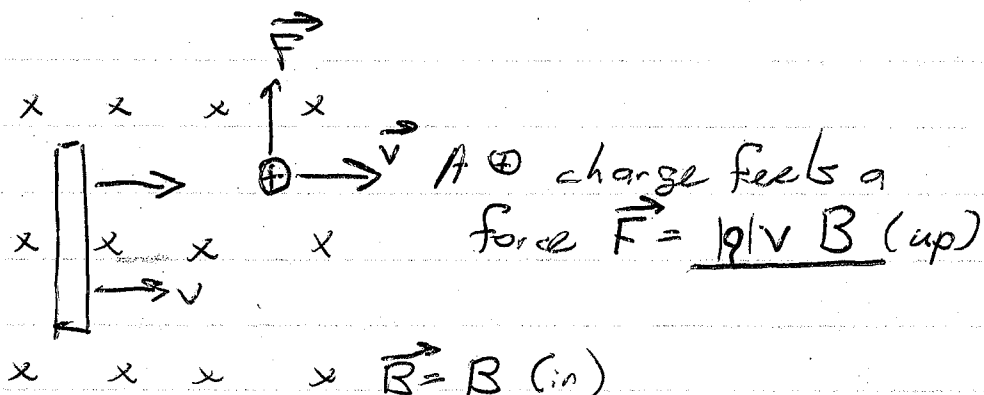 F
x x x x
+ v A ⊕ charge feels a
x x x x force F = |q|v B (up)
v
x x x x B = B (in)